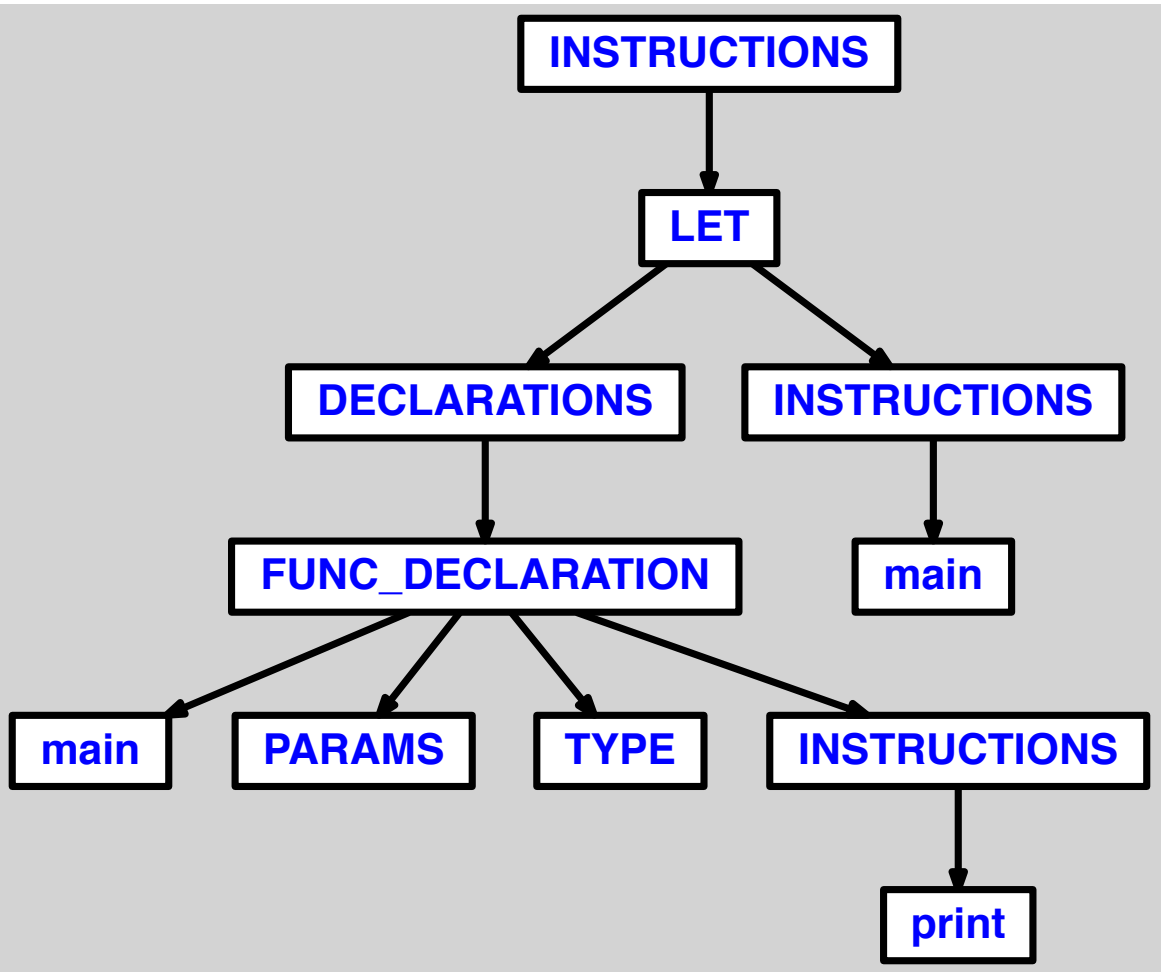 INSTRUCTIONS
LET
DECLARATIONS
INSTRUCTIONS
FUNC_DECLARATION
main
main
PARAMS
TYPE
INSTRUCTIONS
print